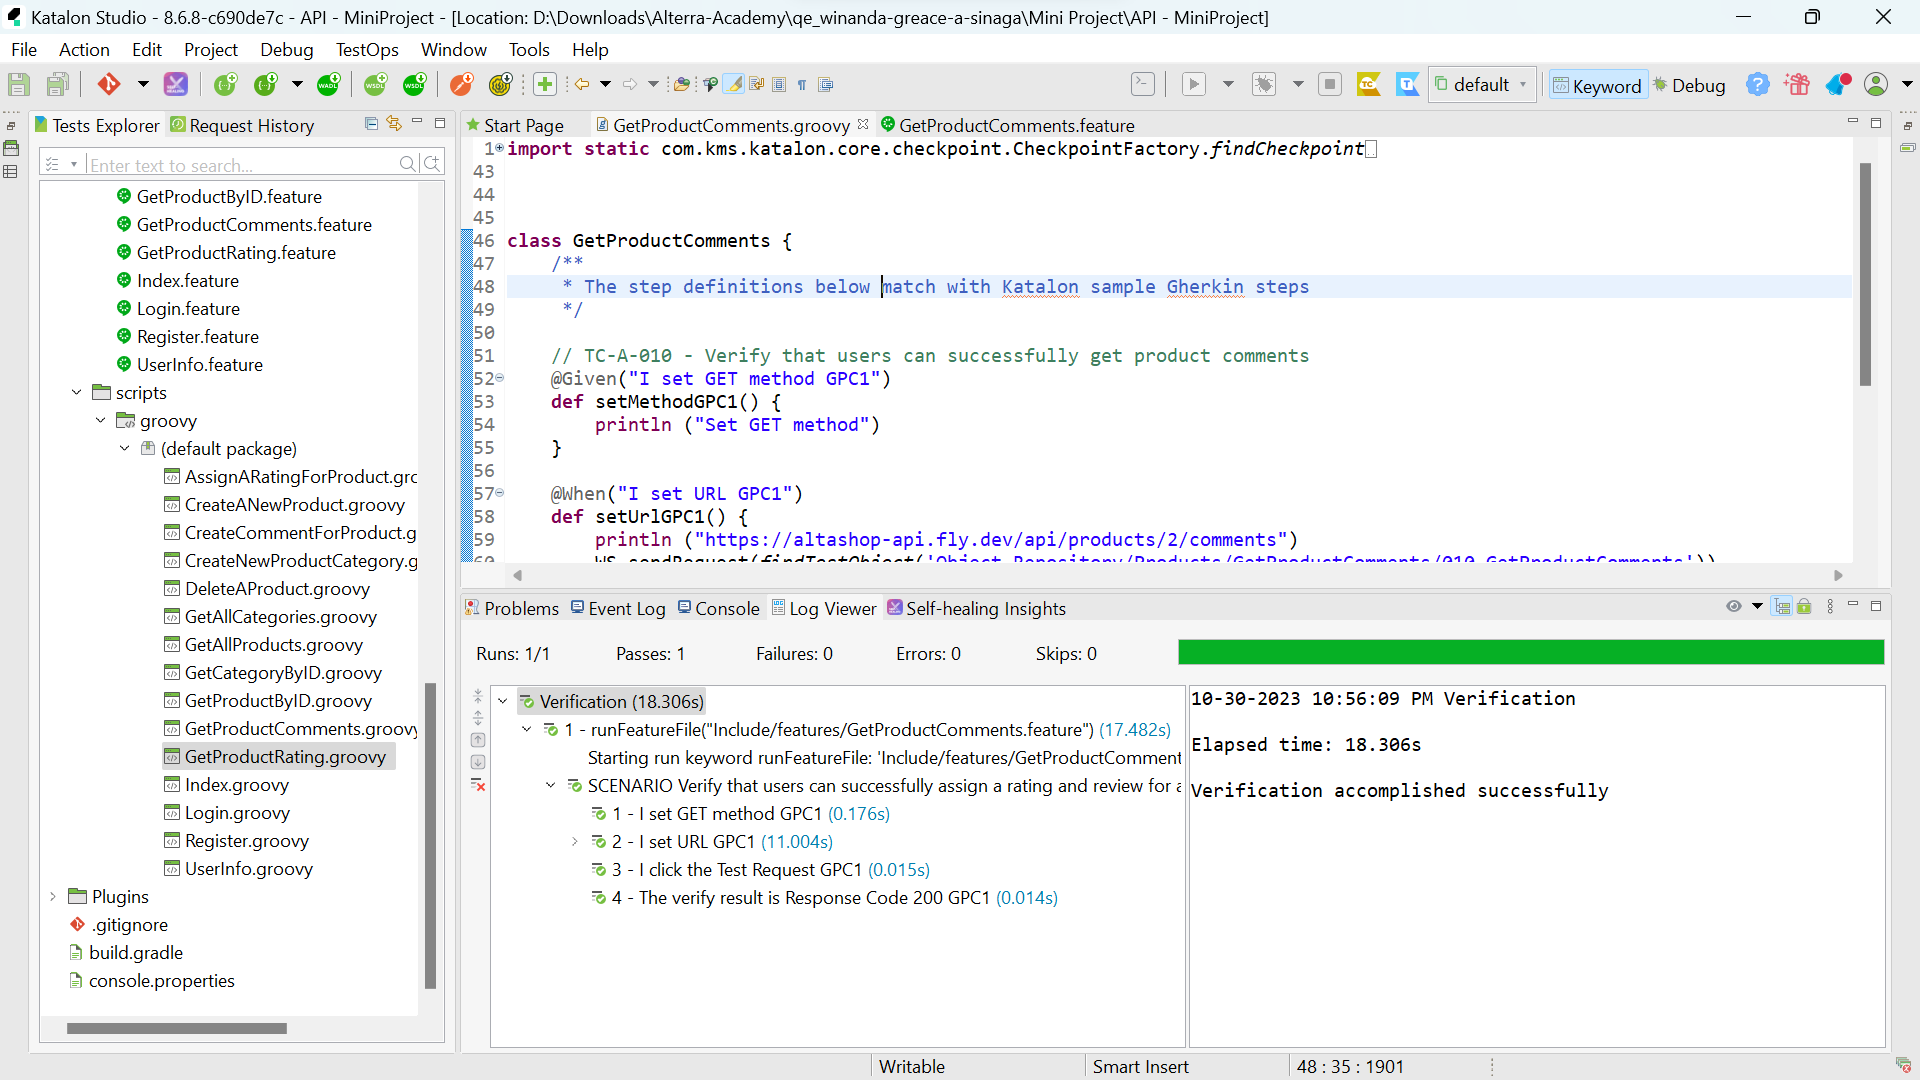 Katalon Studio - 8.6.8-c690de7c - API - MiniProject - [Location: D:\Downloads\Alterra-Academy\qe_winanda-greace-a-sinaga\Mini Project\API - MiniProject]
File Action Edit Project Debug TestOps Window Tools Help
default Keyword Debug
Tests Explorer Request History
Enter text to search...
GetProductByID.feature
GetProductComments.feature
GetProductRating.feature
Index.feature
Login.feature
Register.feature
UserInfo.feature
scripts
groovy
(default package)
AssignARatingForProduct.grc
CreateANewProduct.groovy
CreateCommentForProduct.g
CreateNewProductCategory.g
DeleteAProduct.groovy
GetAllCategories.groovy
GetAllProducts.groovy
GetCategoryByID.groovy
GetProductByID.groovy
GetProductComments.groovy
GetProductRating.groovy
Index.groovy
Login.groovy
Register.groovy
UserInfo.groovy
Plugins
.gitignore
build.gradle
console.properties
Start Page GetProductComments.groovy GetProductComments.feature
1 import static com.kms.katalon.core.checkpoint.CheckpointFactory.findCheckpoint
43
44
45
46 class GetProductComments {
47 /**
48 * The step definitions below match with Katalon sample Gherkin steps
49 */
50
51 // TC-A-010 - Verify that users can successfully get product comments
52 @Given("I set GET method GPC1")
53 def setMethodGPC1() {
54 println ("Set GET method")
55 }
56
57 @When("I set URL GPC1")
58 def setUrlGPC1() {
59 println ("https://altashop-api.fly.dev/api/products/2/comments")
60 WS.sendRequest(findTestObject('Object Repository/Products/GetProductComments/010-GetProductComments'))
Problems Event Log Console Log Viewer Self-healing Insights
Runs: 1/1 Passes: 1 Failures: 0 Errors: 0 Skips: 0
Verification (18.306s)
1 - runFeatureFile("Include/features/GetProductComments.feature") (17.482s)
Starting run keyword runFeatureFile: 'Include/features/GetProductComment
SCENARIO Verify that users can successfully assign a rating and review for a
1 - I set GET method GPC1 (0.176s)
2 - I set URL GPC1 (11.004s)
3 - I click the Test Request GPC1 (0.015s)
4 - The verify result is Response Code 200 GPC1 (0.014s)
10-30-2023 10:56:09 PM Verification
Elapsed time: 18.306s
Verification accomplished successfully
Writable Smart Insert 48 : 35 : 1901